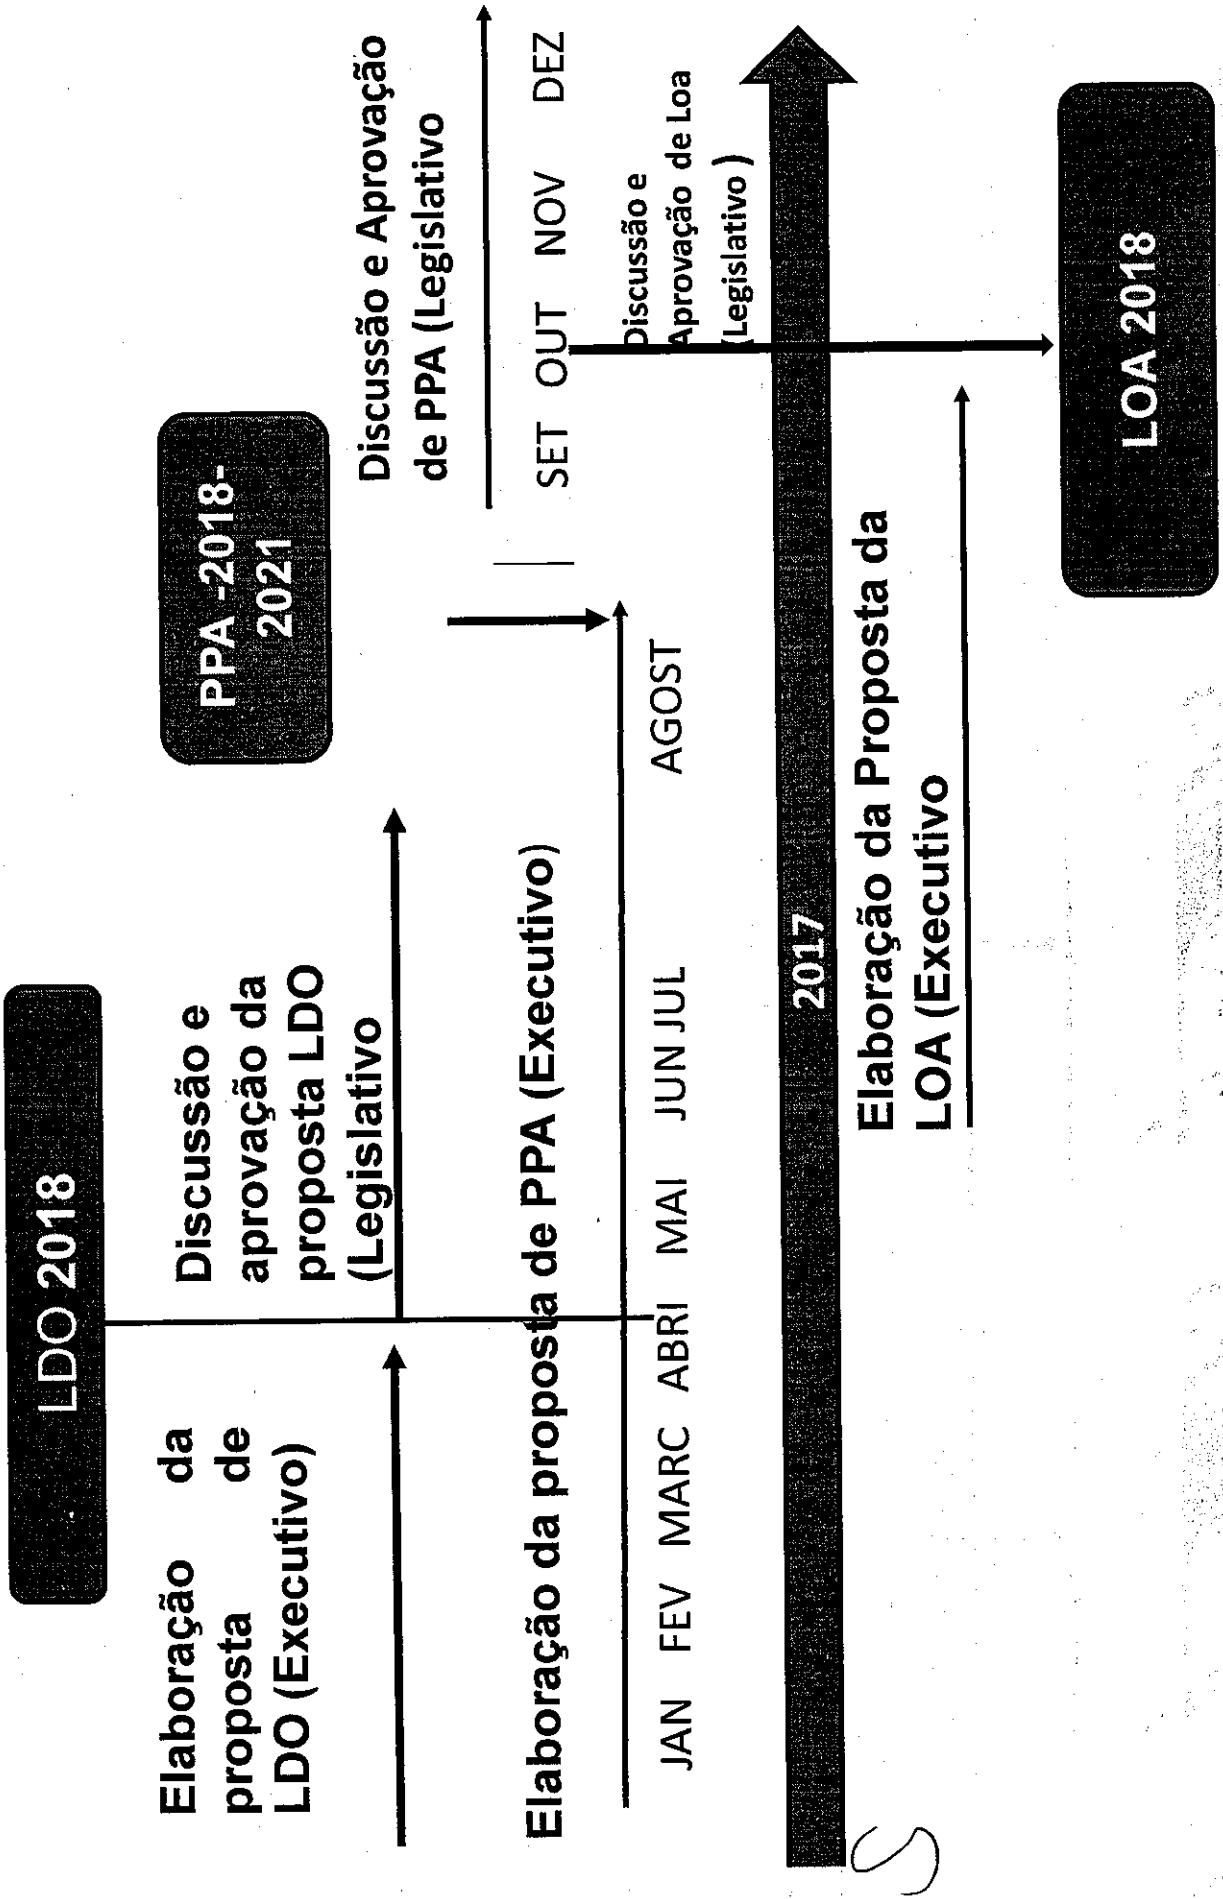 LDO 2018
Elaboração da
proposta de
LDO (Executivo)
Discussão e
aprovação da
proposta LDO
(Legislativo
PPA -2018-
2021
Discussão e Aprovação
de PPA (Legislativo
Elaboração da proposta de PPA (Executivo)
SET OUT NOV DEZ
JAN FEV MARC ABRI MAI JUN JUL AGOST
Discussão e
Aprovação de Loa
(Legislativo )
2017
Elaboração da Proposta da
LOA (Executivo
LOA 2018